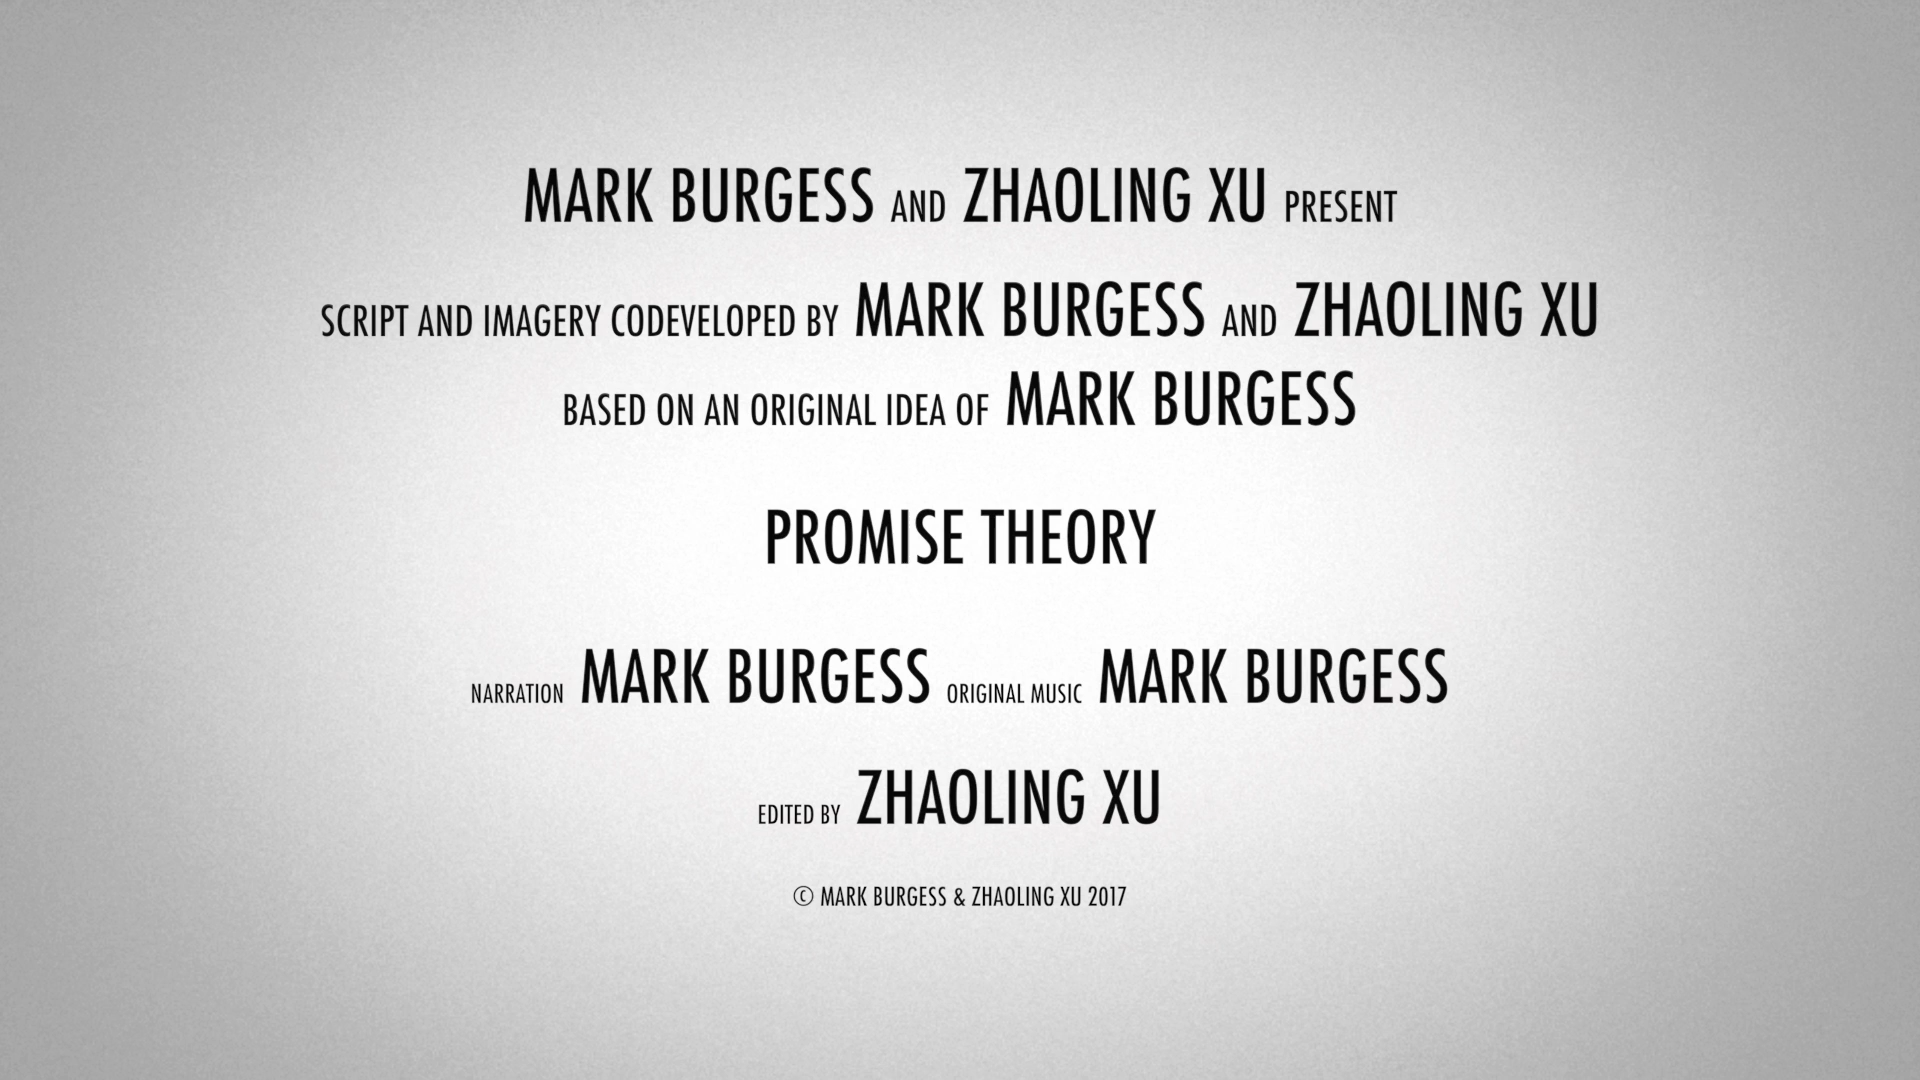 MARK BURGESS AND ZHAOLING XU PRESENT
SCRIPT AND IMAGERY CODEVELOPED BY MARK BURGESS AND ZHAOLING XU
BASED ON AN ORIGINAL IDEA OF MARK BURGESS
PROMISE THEORY
NARRATION MARK BURGESS ORIGINAL MUSIC MARK BURGESS
EDITED BY ZHAOLING XU
© MARK BURGESS & ZHAOLING XU 2017